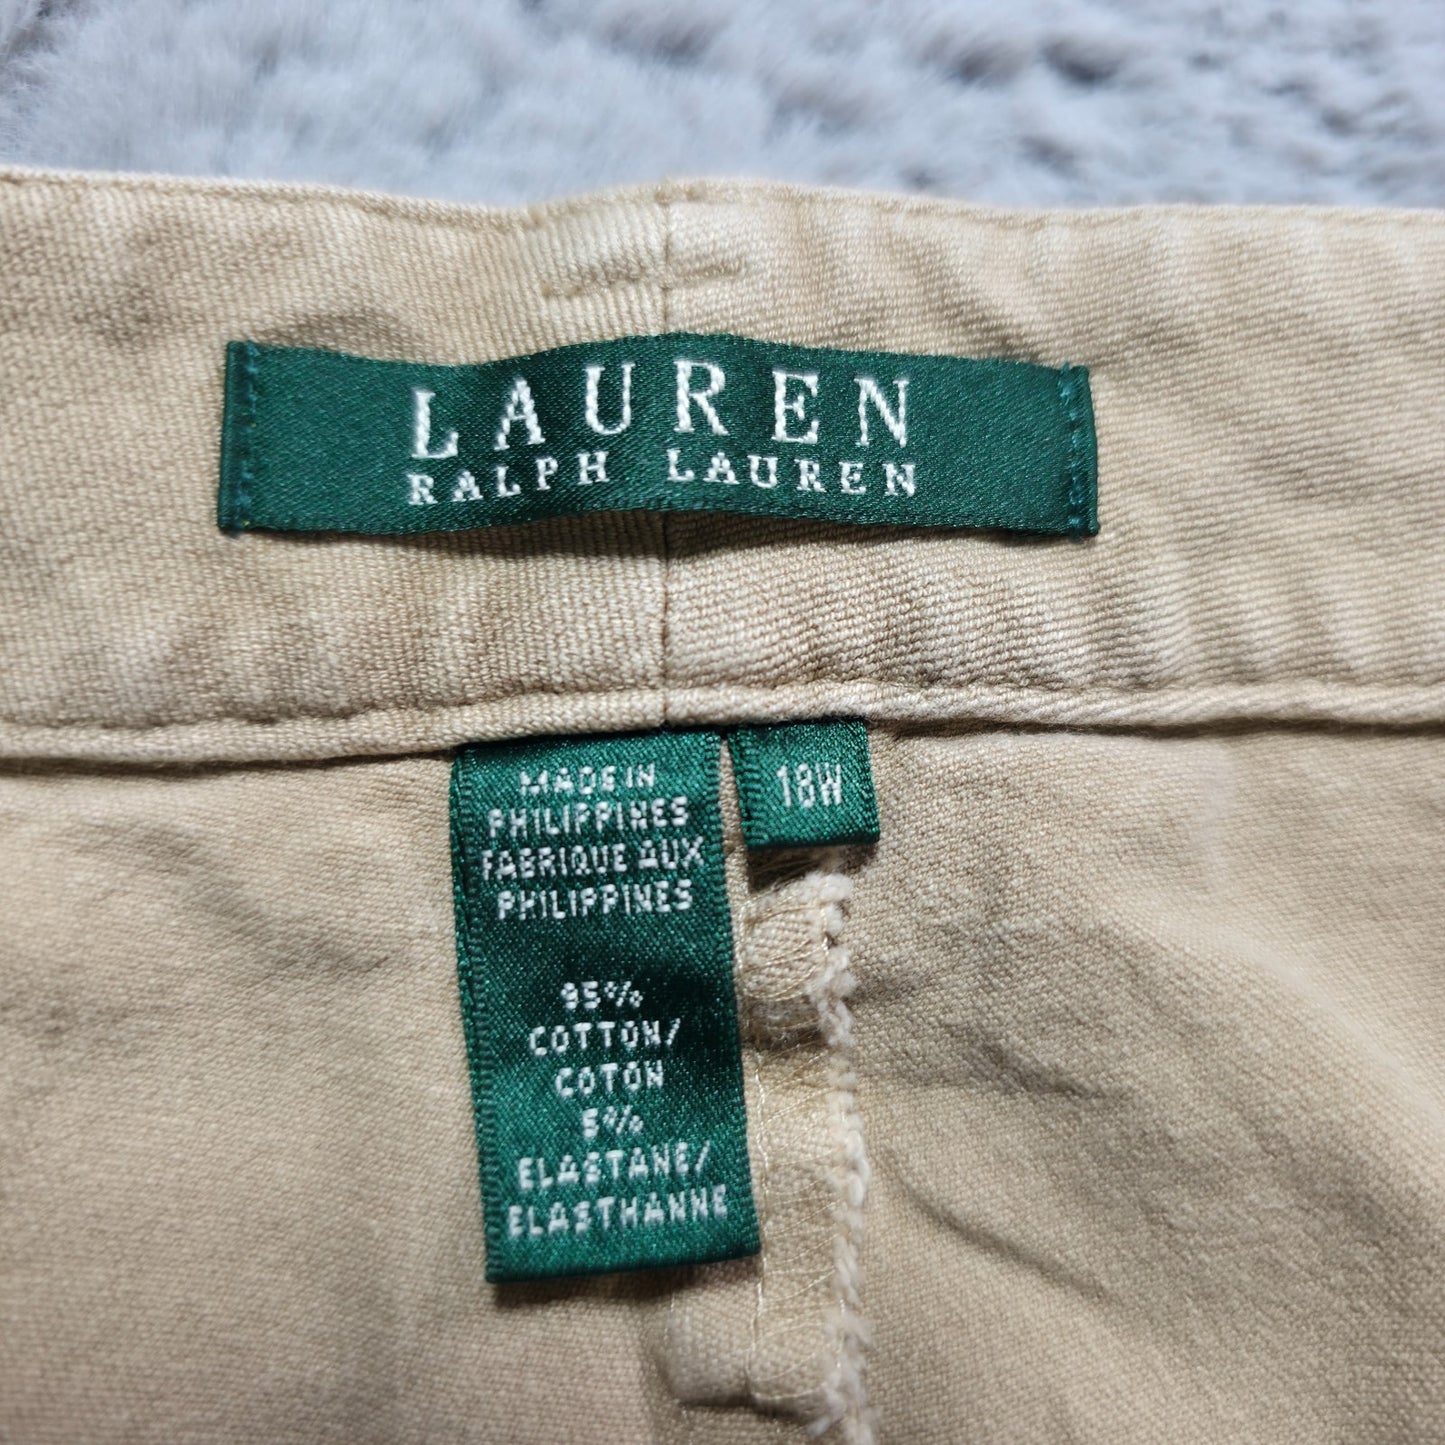 LAUREN
RALPH LAUREN
MADE IN
PHILIPPINES
FABRIQUE AUX
PHILIPPINES
95%
COTTON/
COTON
5%
ELASTANE/
ELASTHANNE
18W